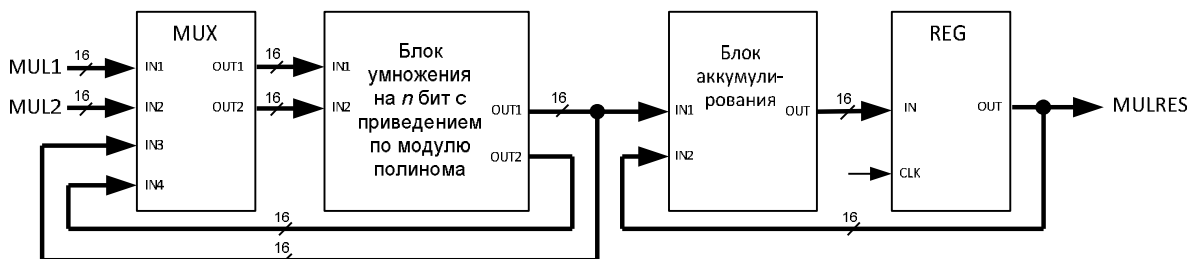 MUX
MUL1
MUL2
16
16
IN1
IN2
IN3
IN4
OUT1
OUT2
16
16
IN1
IN2
Блок
умножения
на n бит с
приведением
по модулю
полинома
OUT1
OUT2
16
IN1
IN2
Блок
аккумули-
рования
OUT
16
REG
IN
CLK
OUT
MULRES
16
16
16